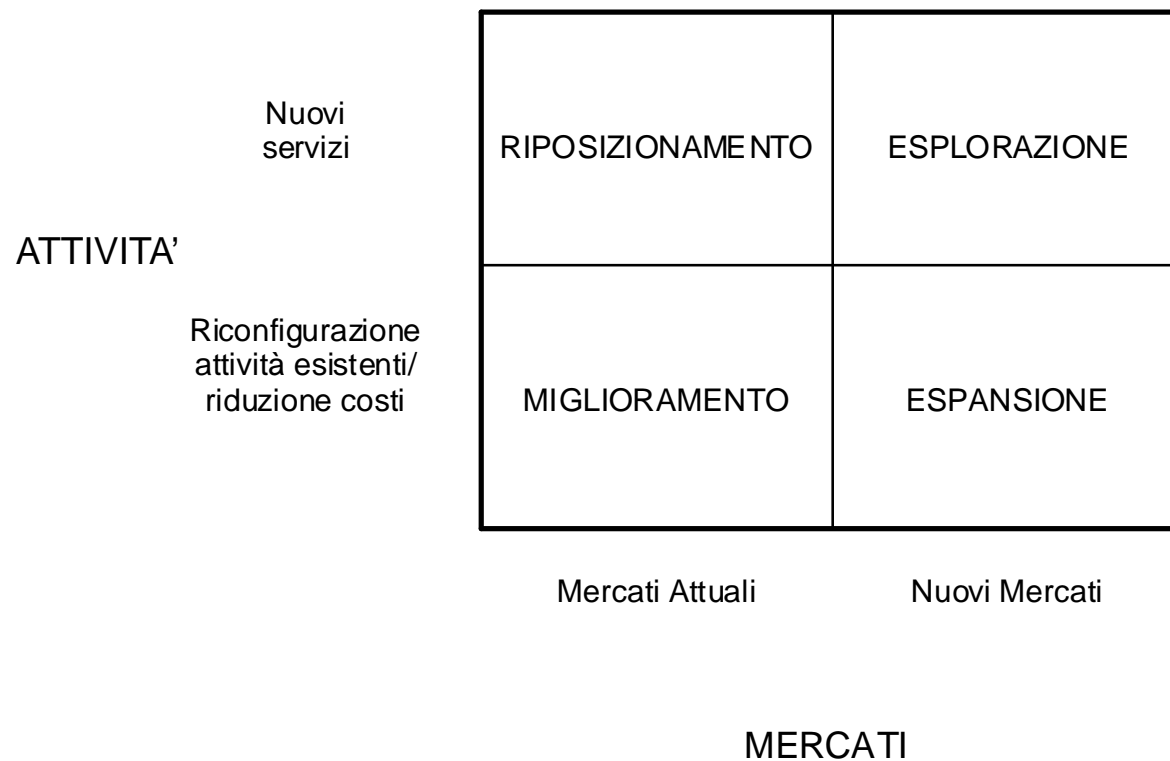 Nuovi
servizi
RIPOSIZIONAMENTO
ESPLORAZIONE
ATTIVITA’
Riconfigurazione
attività esistenti/
riduzione costi
MIGLIORAMENTO
ESPANSIONE
Mercati Attuali
Nuovi Mercati
MERCATI